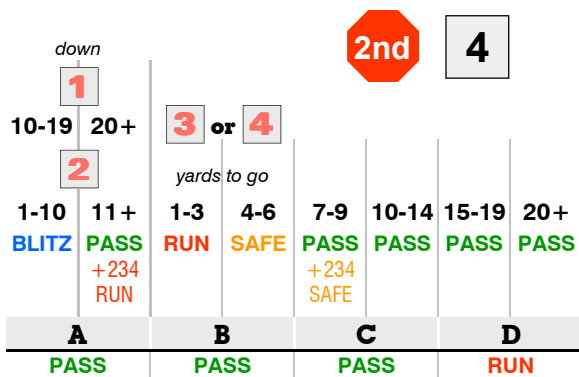 2nd 4
down
1
10-19 20+ 3 or 4
2 yards to go
1-10 11+ 1-3 4-6 7-9 10-14 15-19 20+
BLITZ PASS RUN SAFE PASS PASS PASS PASS
+234 +234
RUN SAFE
A B C D
PASS PASS PASS RUN